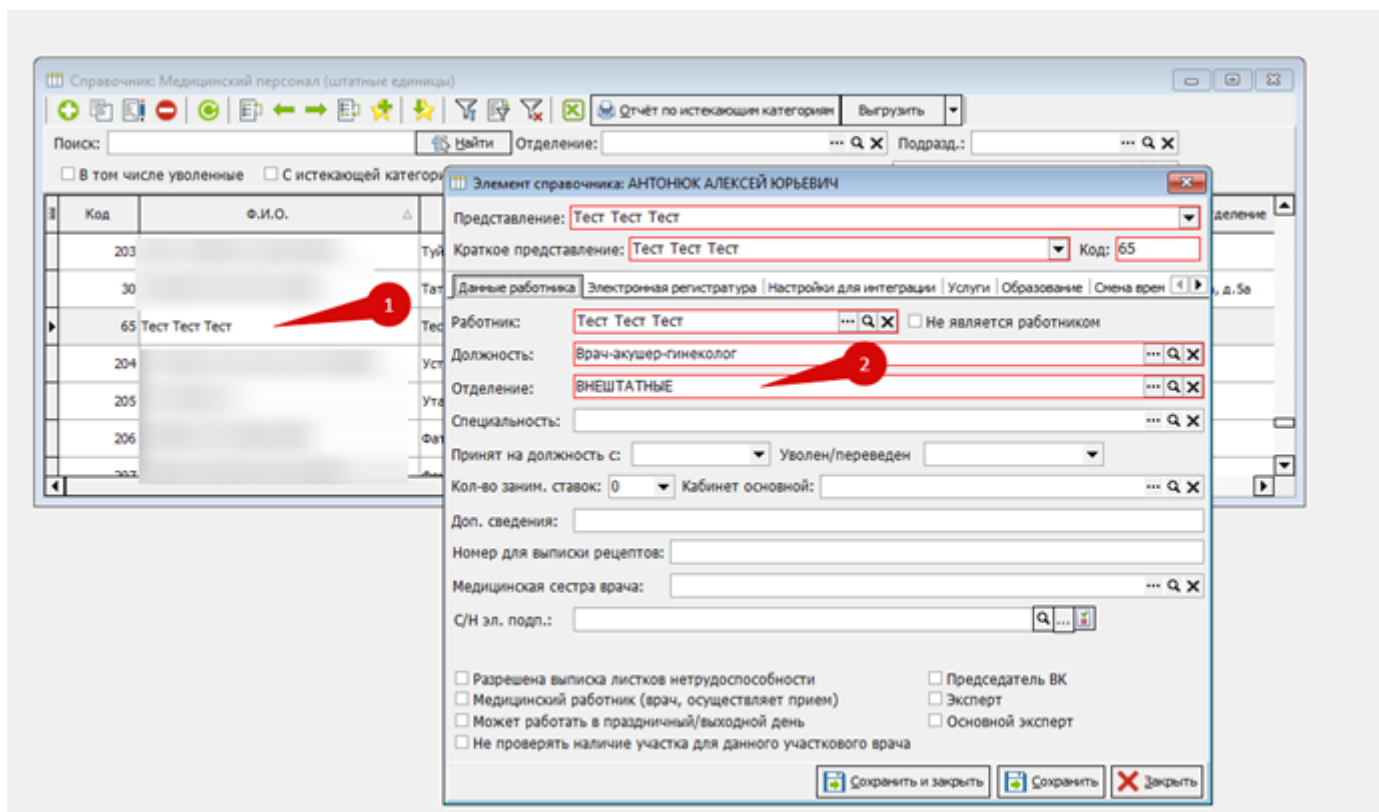 Справочник: Медицинский персонал (штатные единицы)
Отчёт по истекающим категориям Выгрузить
Поиск: Найти Отделение: Подразд.:
В том числе уволенные С истекающей
Элемент справочника: АНТОНЮК АЛЕКСЕЙ ЮРЬЕВИЧ
Код Ф.И.О.
Представление: Тест Тест Тест
203
Краткое представление: Тест Тест Тест Код: 65
30 1
Данные работника Электронная регистратура Настройки для интеграции Услуги Образование Смена врем
, д.5а
65 Тест Тест Тест
Работник: Тест Тест Тест Не является работником
204
Должность: Врач-акушер-гинеколог
2
205
Отделение: ВНЕШТАТНЫЕ
206
Специальность:
207
Принят на должность с: Уволен/переведен
Кол-во заним. ставок: 0 Кабинет основной:
Доп. сведения:
Номер для выписки рецептов:
Медицинская сестра врача:
С/Н эл. подп.:
Разрешена выписка листков нетрудоспособности Председатель ВК
Медицинский работник (врач, осуществляет прием) Эксперт
Может работать в праздничный/выходной день Основной эксперт
Не проверять наличие участка для данного участкового врача
Сохранить и закрыть Сохранить Закрыть